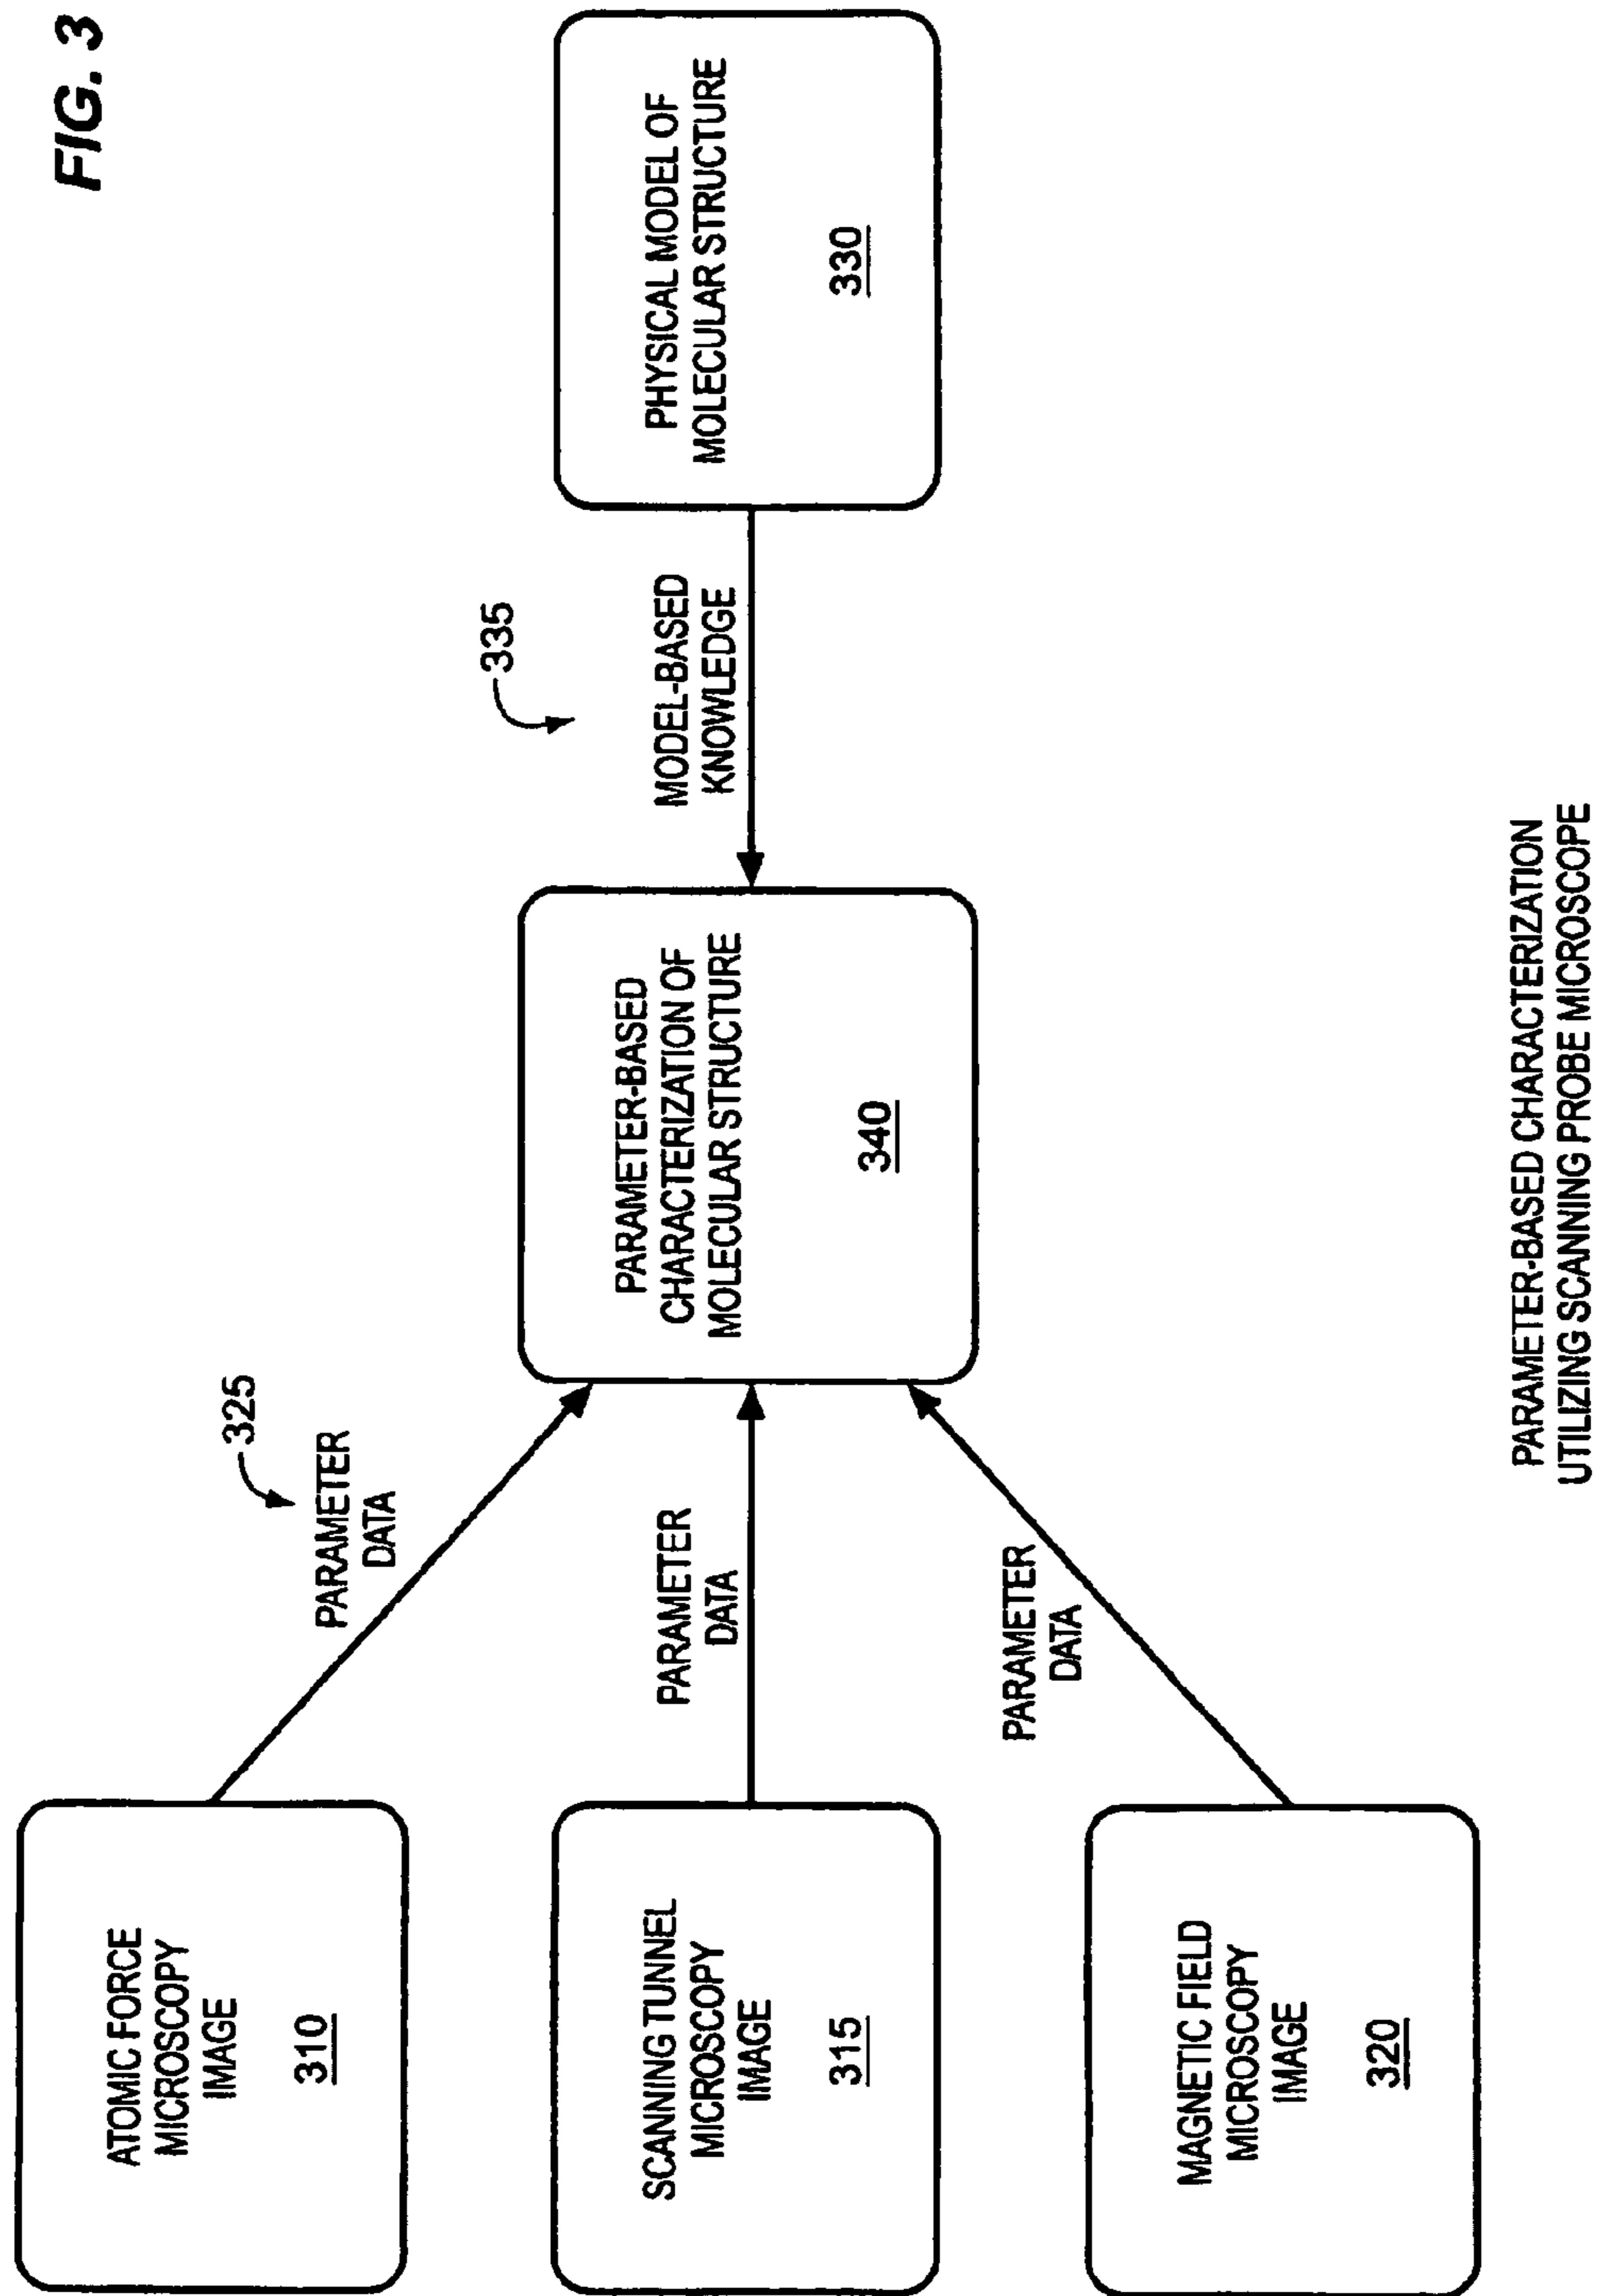 FIG. 3
ATOMIC FORCE
MICROSCOPY
IMAGE
310
SCANNING TUNNEL
MICROSCOPY
IMAGE
315
MAGNETIC FIELD
MICROSCOPY
IMAGE
320
325
PARAMETER
DATA
PARAMETER
DATA
PARAMETER
DATA
PARAMETER-BASED
CHARACTERIZATION OF
MOLECULAR STRUCTURE
340
335
MODEL-BASED
KNOWLEDGE
PHYSICAL MODEL OF
MOLECULAR STRUCTURE
330
PARAMETER-BASED CHARACTERIZATION
UTILIZING SCANNING PROBE MICROSCOPE